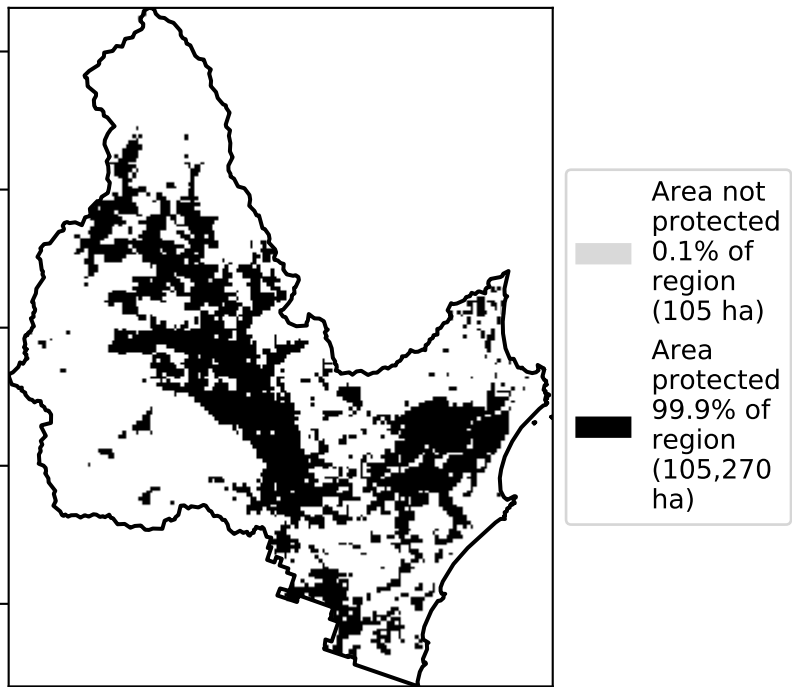 Area not
protected
0.1% of
region
(105 ha)
Area
protected
99.9% of
region
(105,270
ha)